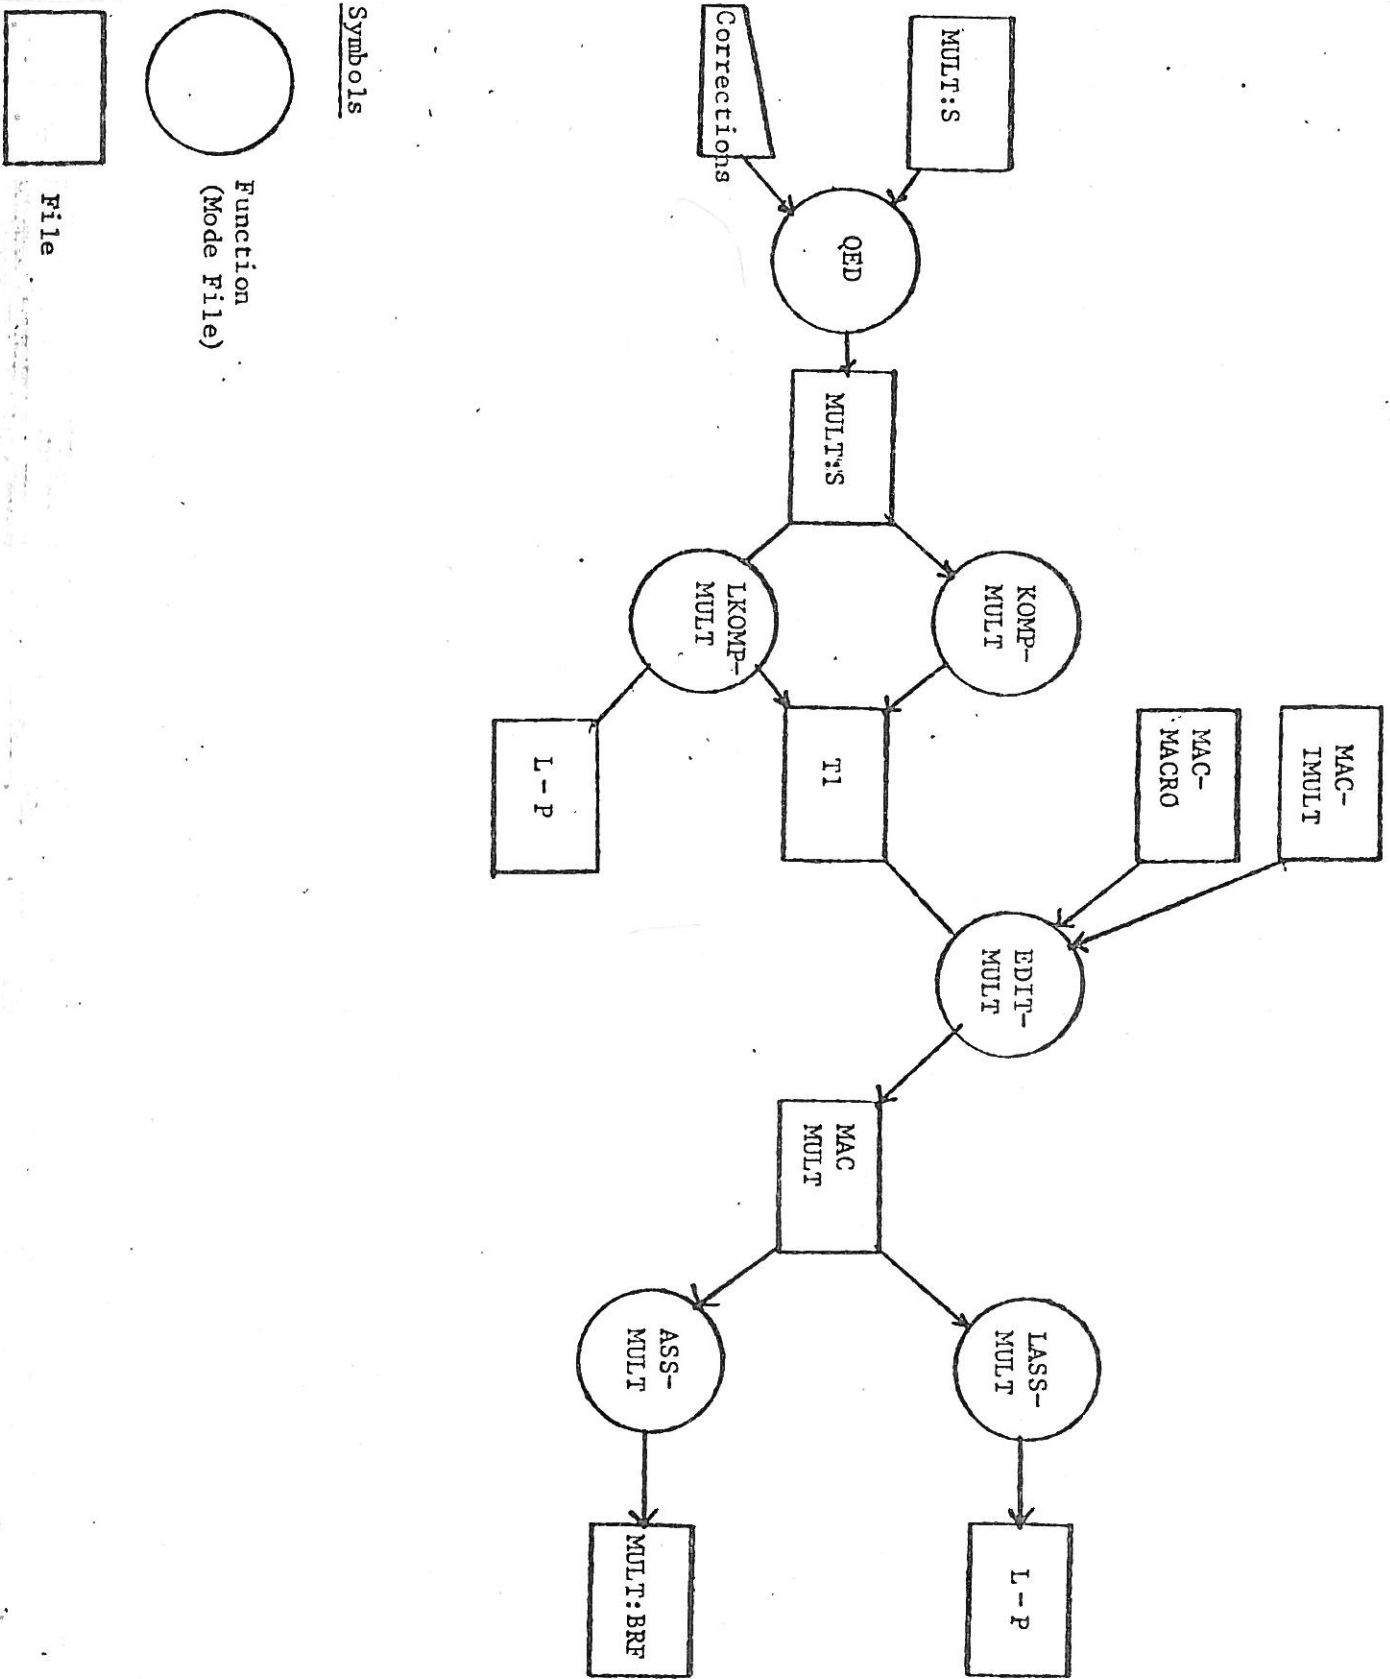 MULT:S
Corrections
QED
MULT:S
KOMP-
MULT
LKOMP-
MULT
MAC-
IMULT
MAC-
MACRO
T1
L - P
EDIT-
MULT
MAC
MULT
LASS-
MULT
ASS-
MULT
L - P
MULT:BRF
Symbols
Function
(Mode File)
File